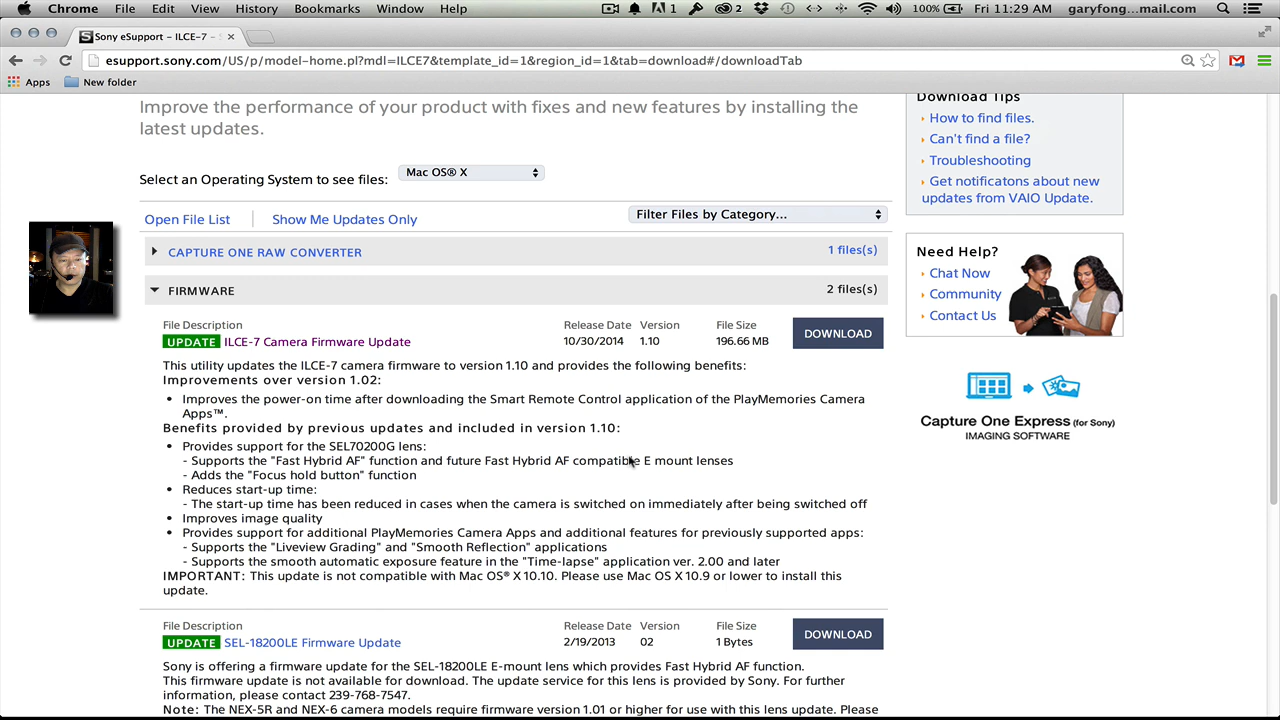 Chrome File Edit View History Bookmarks Window Help 1 2 100% Fri 11:29 AM garyfong...mail.com
Sony eSupport - ILCE-7 - S ×
esupport.sony.com/US/p/model-home.pl?mdl=ILCE7&template_id=1&region_id=1&tab=download#/downloadTab
Apps New folder
Improve the performance of your product with fixes and new features by installing the
latest updates.
Select an Operating System to see files: Mac OS® X
Open File List Show Me Updates Only Filter Files by Category...
CAPTURE ONE RAW CONVERTER 1 files(s)
FIRMWARE 2 files(s)
File Description Release Date Version File Size DOWNLOAD
UPDATE ILCE-7 Camera Firmware Update 10/30/2014 1.10 196.66 MB
This utility updates the ILCE-7 camera firmware to version 1.10 and provides the following benefits:
Improvements over version 1.02:
• Improves the power-on time after downloading the Smart Remote Control application of the PlayMemories Camera
Apps™.
Benefits provided by previous updates and included in version 1.10:
• Provides support for the SEL70200G lens:
- Supports the "Fast Hybrid AF" function and future Fast Hybrid AF compatible E mount lenses
- Adds the "Focus hold button" function
• Reduces start-up time:
- The start-up time has been reduced in cases when the camera is switched on immediately after being switched off
• Improves image quality
• Provides support for additional PlayMemories Camera Apps and additional features for previously supported apps:
- Supports the "Liveview Grading" and "Smooth Reflection" applications
- Supports the smooth automatic exposure feature in the "Time-lapse" application ver. 2.00 and later
IMPORTANT: This update is not compatible with Mac OS® X 10.10. Please use Mac OS X 10.9 or lower to install this
update.
File Description Release Date Version File Size DOWNLOAD
UPDATE SEL-18200LE Firmware Update 2/19/2013 02 1 Bytes
Sony is offering a firmware update for the SEL-18200LE E-mount lens which provides Fast Hybrid AF function.
This firmware update is not available for download. The update service for this lens is provided by Sony. For further
information, please contact 239-768-7547.
Note: The NEX-5R and NEX-6 camera models require firmware version 1.01 or higher for use with this lens update. Please
Download Tips
How to find files.
Can't find a file?
Troubleshooting
Get notificatons about new
updates from VAIO Update.
Need Help?
Chat Now
Community
Contact Us
Capture One Express (for Sony)
IMAGING SOFTWARE